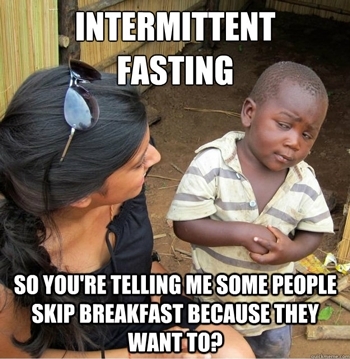 INTERMITTENT
FASTING
SO YOU'RE TELLING ME SOME PEOPLE
SKIP BREAKFAST BECAUSE THEY
WANT TO?